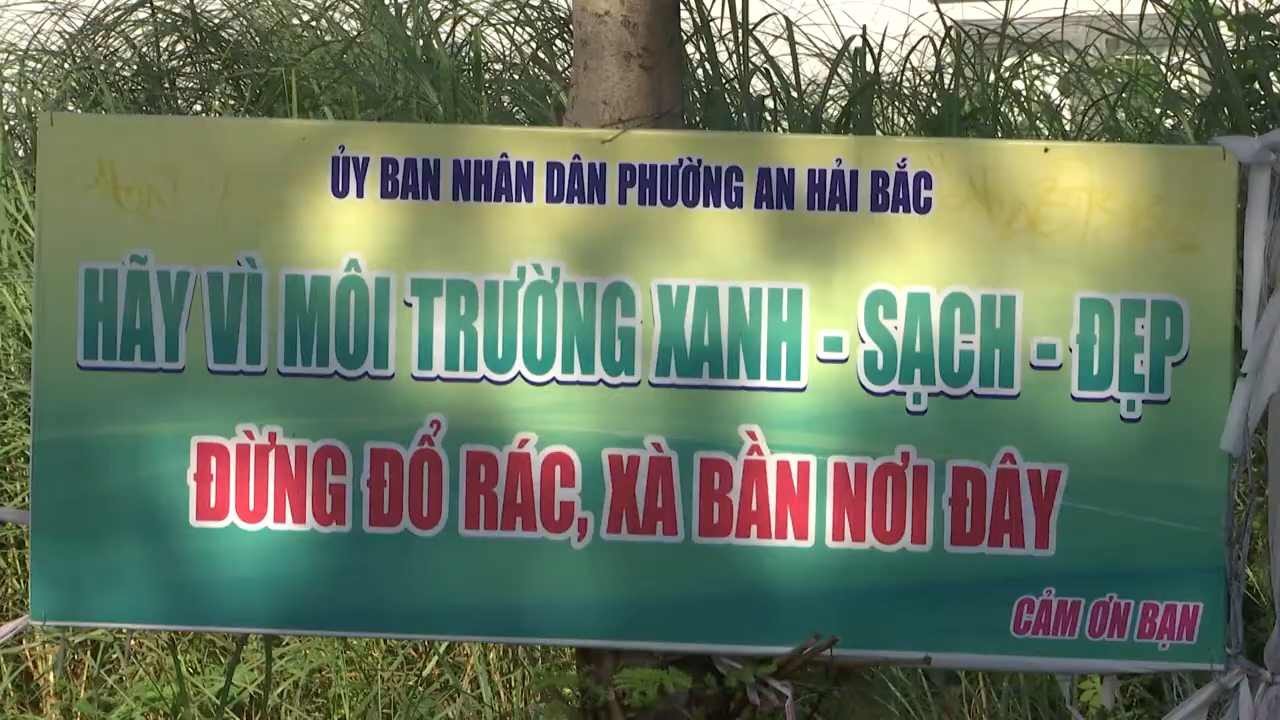 ỦY BAN NHÂN DÂN PHƯỜNG AN HẢI BẮC
HÃY VÌ MÔI TRƯỜNG XANH - SẠCH - ĐẸP
ĐỪNG ĐỔ RÁC, XÀ BẦN NƠI ĐÂY
CẢM ƠN BẠN